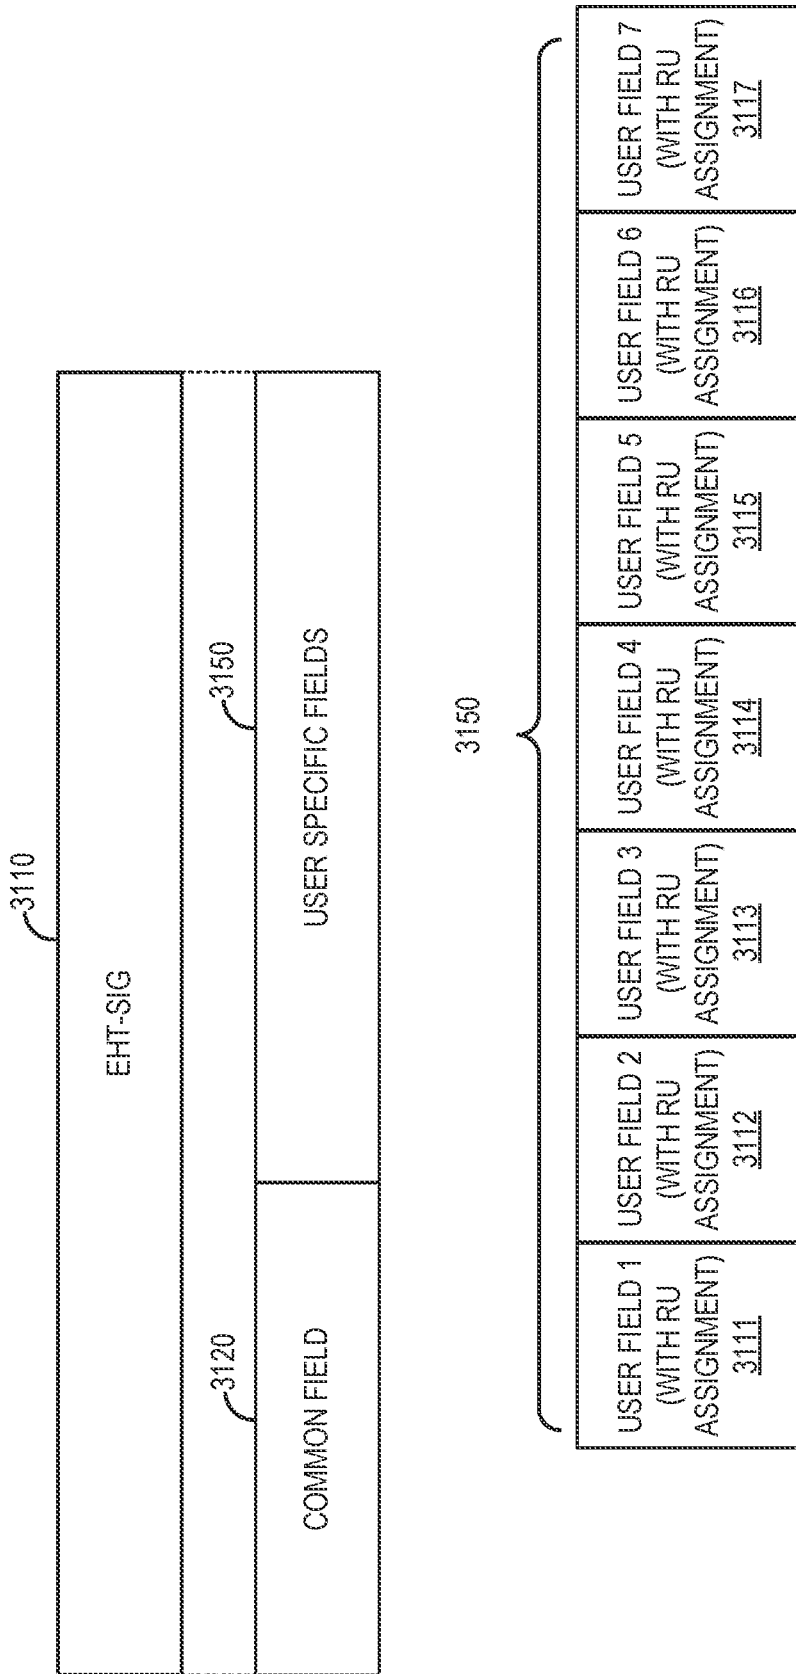 3110
EHT-SIG
3120
3150
COMMON FIELD
USER SPECIFIC FIELDS
3150
USER FIELD 1
(WITH RU
ASSIGNMENT)
3111
USER FIELD 2
(WITH RU
ASSIGNMENT)
3112
USER FIELD 3
(WITH RU
ASSIGNMENT)
3113
USER FIELD 4
(WITH RU
ASSIGNMENT)
3114
USER FIELD 5
(WITH RU
ASSIGNMENT)
3115
USER FIELD 6
(WITH RU
ASSIGNMENT)
3116
USER FIELD 7
(WITH RU
ASSIGNMENT)
3117